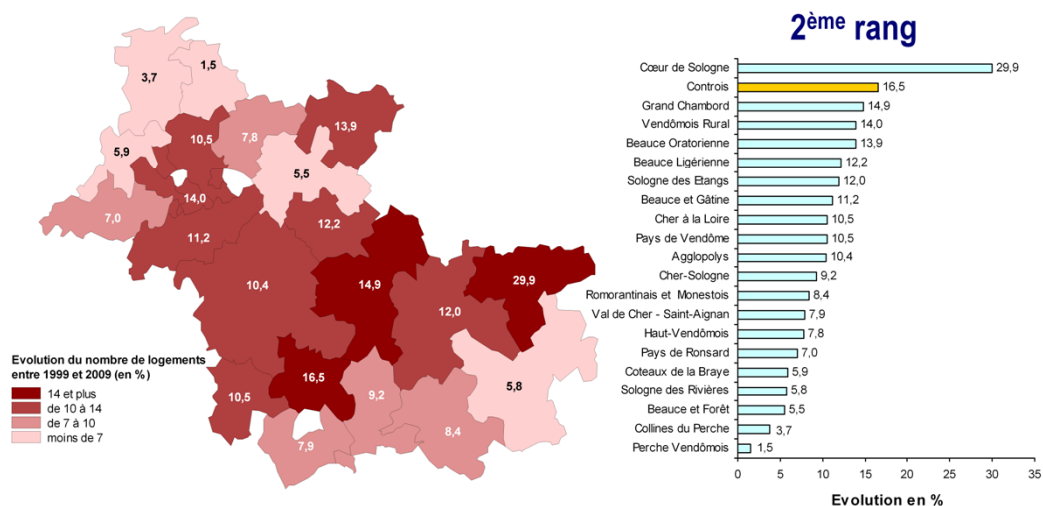 2ème rang
3,7
1,5
13,9
10,5
7,8
5,9
5,5
14,0
7,0
12,2
11,2
29,9
14,9
10,4
12,0
16,5
5,8
10,5
9,2
8,4
7,9
Evolution du nombre de logements
entre 1999 et 2009 (en %)
14 et plus
de 10 à 14
de 7 à 10
moins de 7
Cœur de Sologne 29,9
Controis 16,5
Grand Chambord 14,9
Vendômois Rural 14,0
Beauce Oratorienne 13,9
Beauce Ligérienne 12,2
Sologne des Etangs 12,0
Beauce et Gâtine 11,2
Cher à la Loire 10,5
Pays de Vendôme 10,5
Agglopolys 10,4
Cher-Sologne 9,2
Romorantinais et Monestois 8,4
Val de Cher - Saint-Aignan 7,9
Haut-Vendômois 7,8
Pays de Ronsard 7,0
Coteaux de la Braye 5,9
Sologne des Rivières 5,8
Beauce et Forêt 5,5
Collines du Perche 3,7
Perche Vendômois 1,5
0 5 10 15 20 25 30 35
Evolution en %